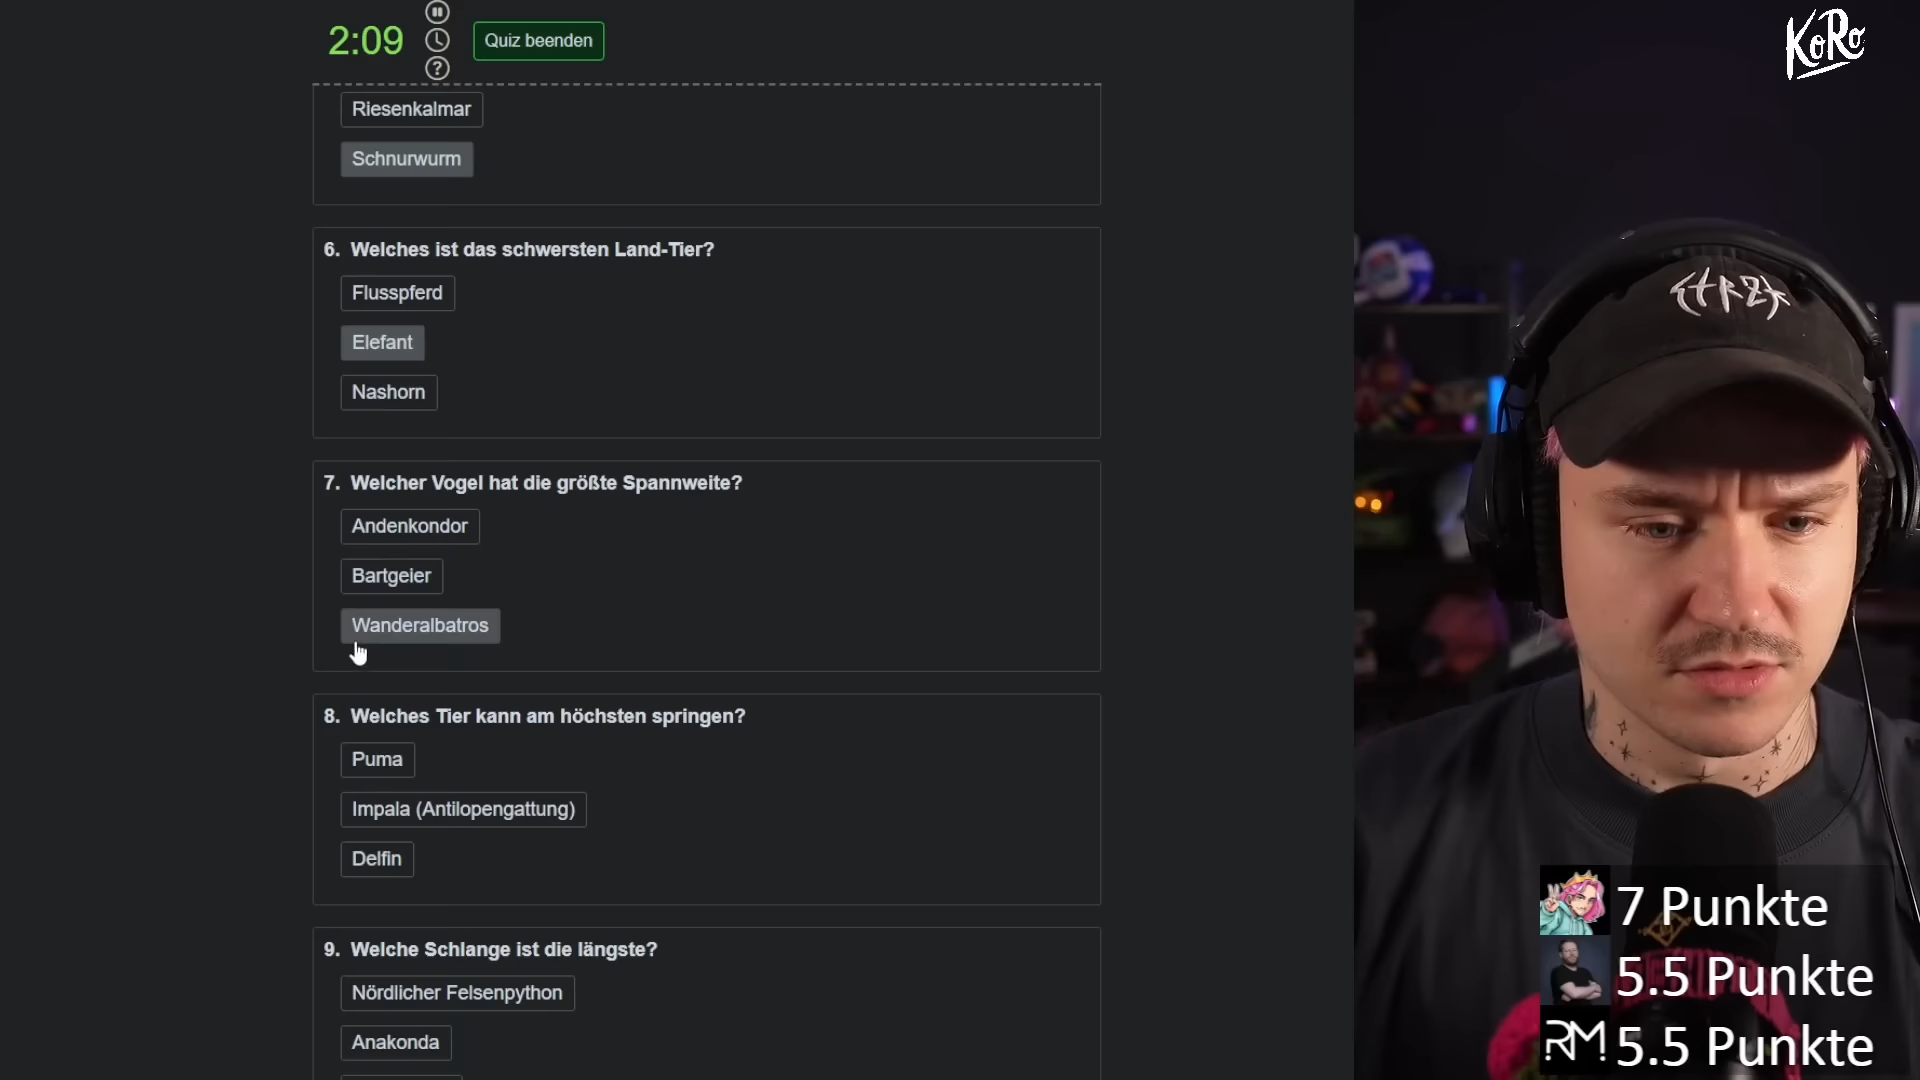 2:09
Quiz beenden
KoRo
Riesenkalmar
Schnurwurm
6. Welches ist das schwersten Land-Tier?
Flusspferd
Elefant
Nashorn
7. Welcher Vogel hat die größte Spannweite?
Andenkondor
Bartgeier
Wanderalbatros
8. Welches Tier kann am höchsten springen?
Puma
Impala (Antilopengattung)
Delfin
9. Welche Schlange ist die längste?
Nördlicher Felsenpython
Anakonda
7 Punkte
5.5 Punkte
RM
5.5 Punkte